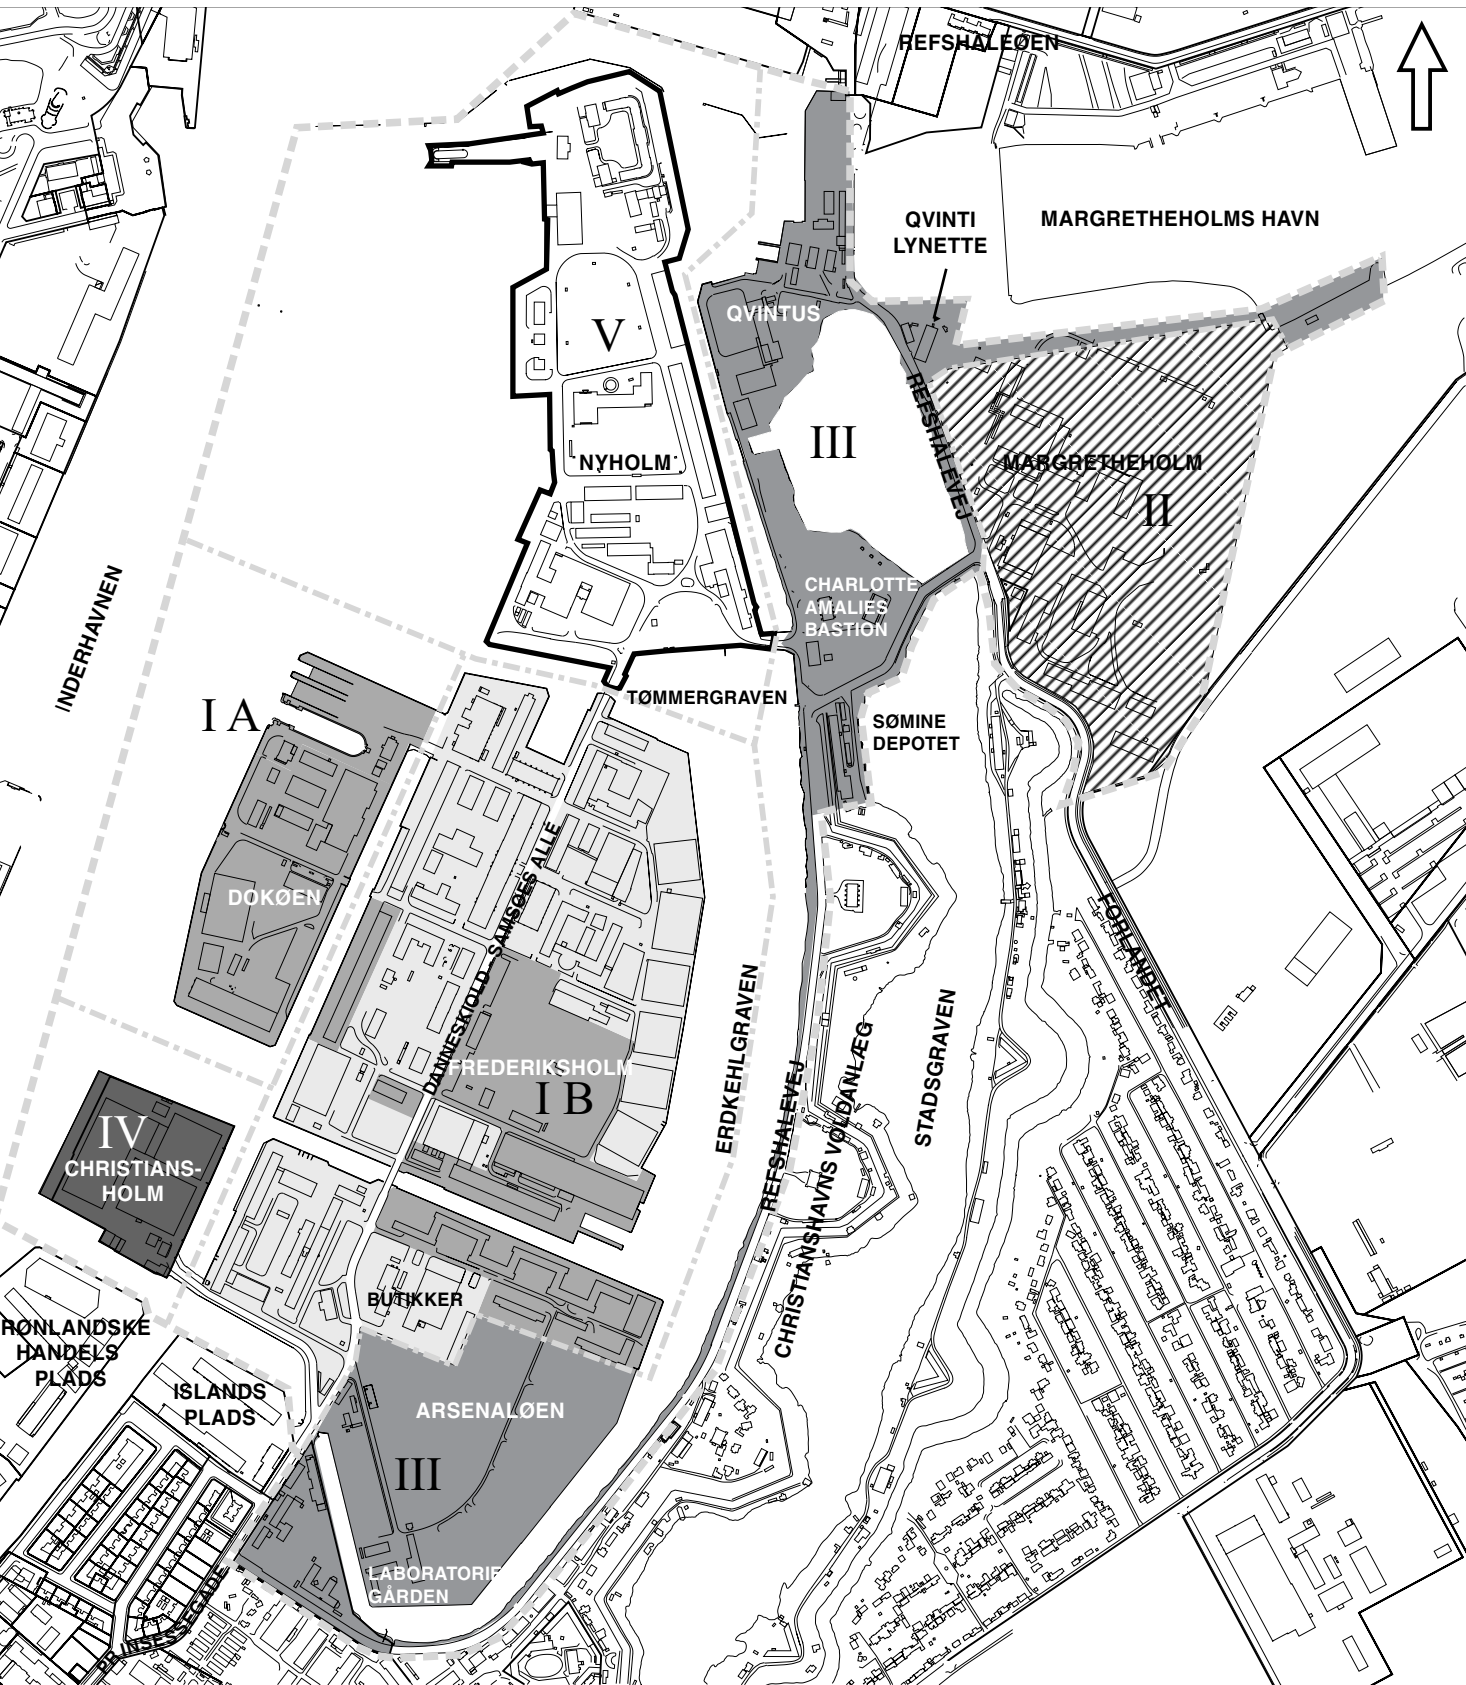 REFSHALEØEN
QVINTI
LYNETTE
MARGRETHEHOLMS HAVN
QVINTUS
V
REFSHALEVEJ
III
NYHOLM
MARGRETHEHOLM
II
INDERHAVNEN
CHARLOTTE
AMALIES
BASTION
I A
TØMMERGRAVEN
SØMINE
DEPOTET
DOKØEN
DANNESKIOLD - SAMSØES ALLE
FORLANDET
ERDKEHLGRAVEN
STADSGRAVEN
FREDERIKSHOLM
I B
REFSHALEVEJ
CHRISTIANSHAVNS VOLDANLÆG
IV
CHRISTIANS-
HOLM
BUTIKKER
RØNLANDSKE
HANDELS
PLADS
ISLANDS
PLADS
ARSENALØEN
III
LABORATORIE
GÅRDEN
PRINSESSEGADE